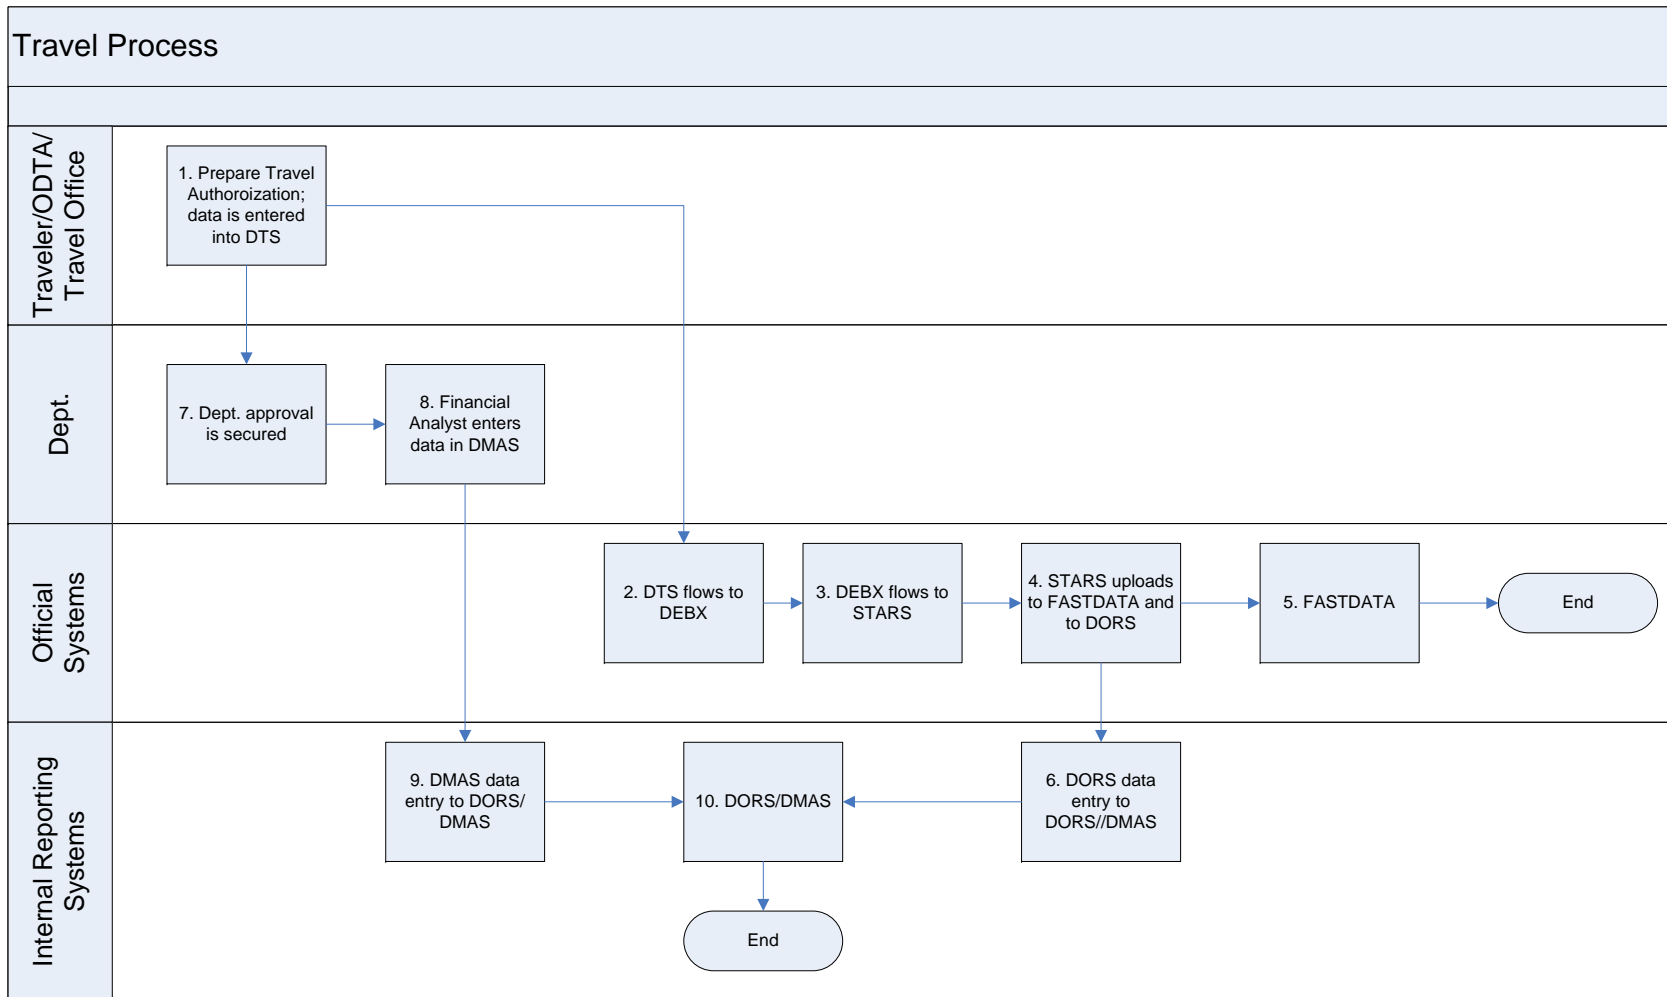 Travel Process
Traveler/ODTA/
Travel Office
1. Prepare Travel
Authoroization;
data is entered
into DTS
Dept.
7. Dept. approval
is secured
8. Financial
Analyst enters
data in DMAS
Official
Systems
2. DTS flows to
DEBX
3. DEBX flows to
STARS
4. STARS uploads
to FASTDATA and
to DORS
5. FASTDATA
End
Internal Reporting
Systems
9. DMAS data
entry to DORS/
DMAS
10. DORS/DMAS
6. DORS data
entry to
DORS//DMAS
End